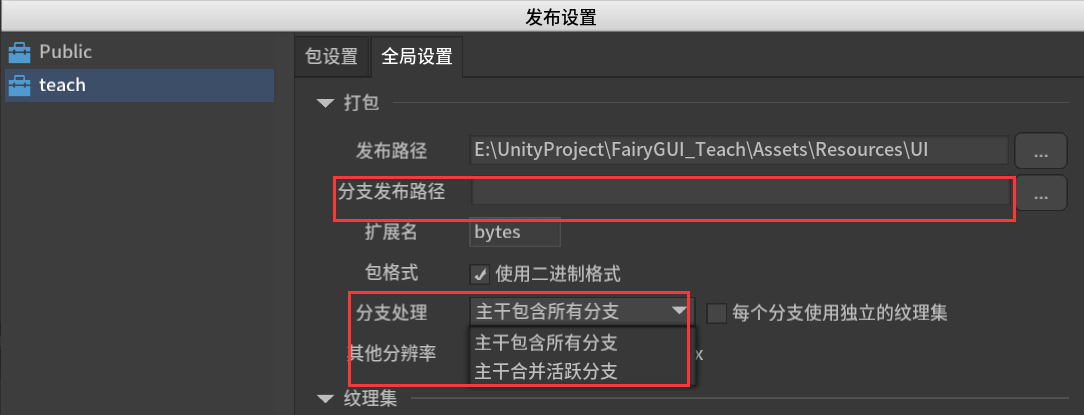 发布设置
Public
teach
包设置 全局设置
打包
发布路径 E:\UnityProject\FairyGUI_Teach\Assets\Resources\UI ...
分支发布路径 ...
扩展名 bytes
包格式 使用二进制格式
分支处理 主干包含所有分支 每个分支使用独立的纹理集
主干包含所有分支
其他分辨率 x
主干合并活跃分支
纹理集